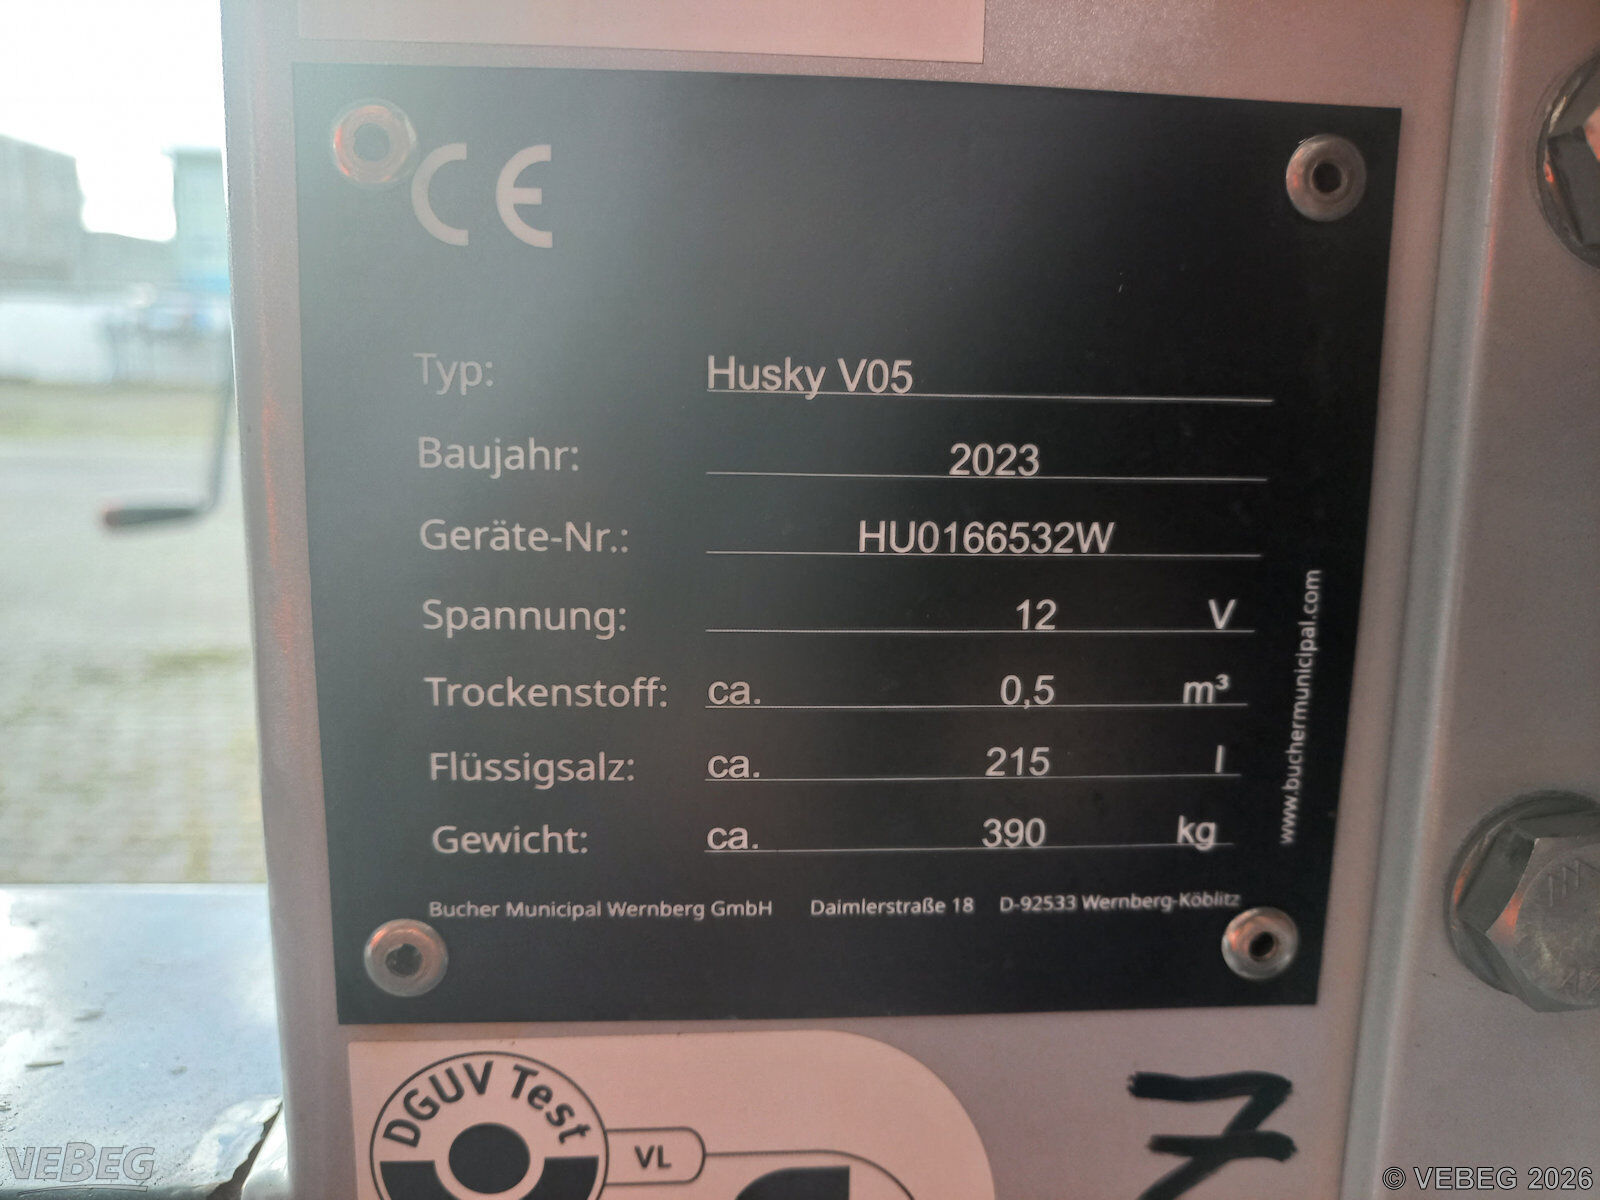 CE
Typ: Husky V05
Baujahr: 2023
Geräte-Nr.: HU0166532W
Spannung: 12 V
Trockenstoff: ca. 0,5 m³
Flüssigsalz: ca. 215 l
Gewicht: ca. 390 kg
www.buchermunicipal.com
Bucher Municipal Wernberg GmbH Daimlerstraße 18 D-92533 Wernberg-Köblitz
DGUV Test
VL
7
VEBEG
© VEBEG 2026